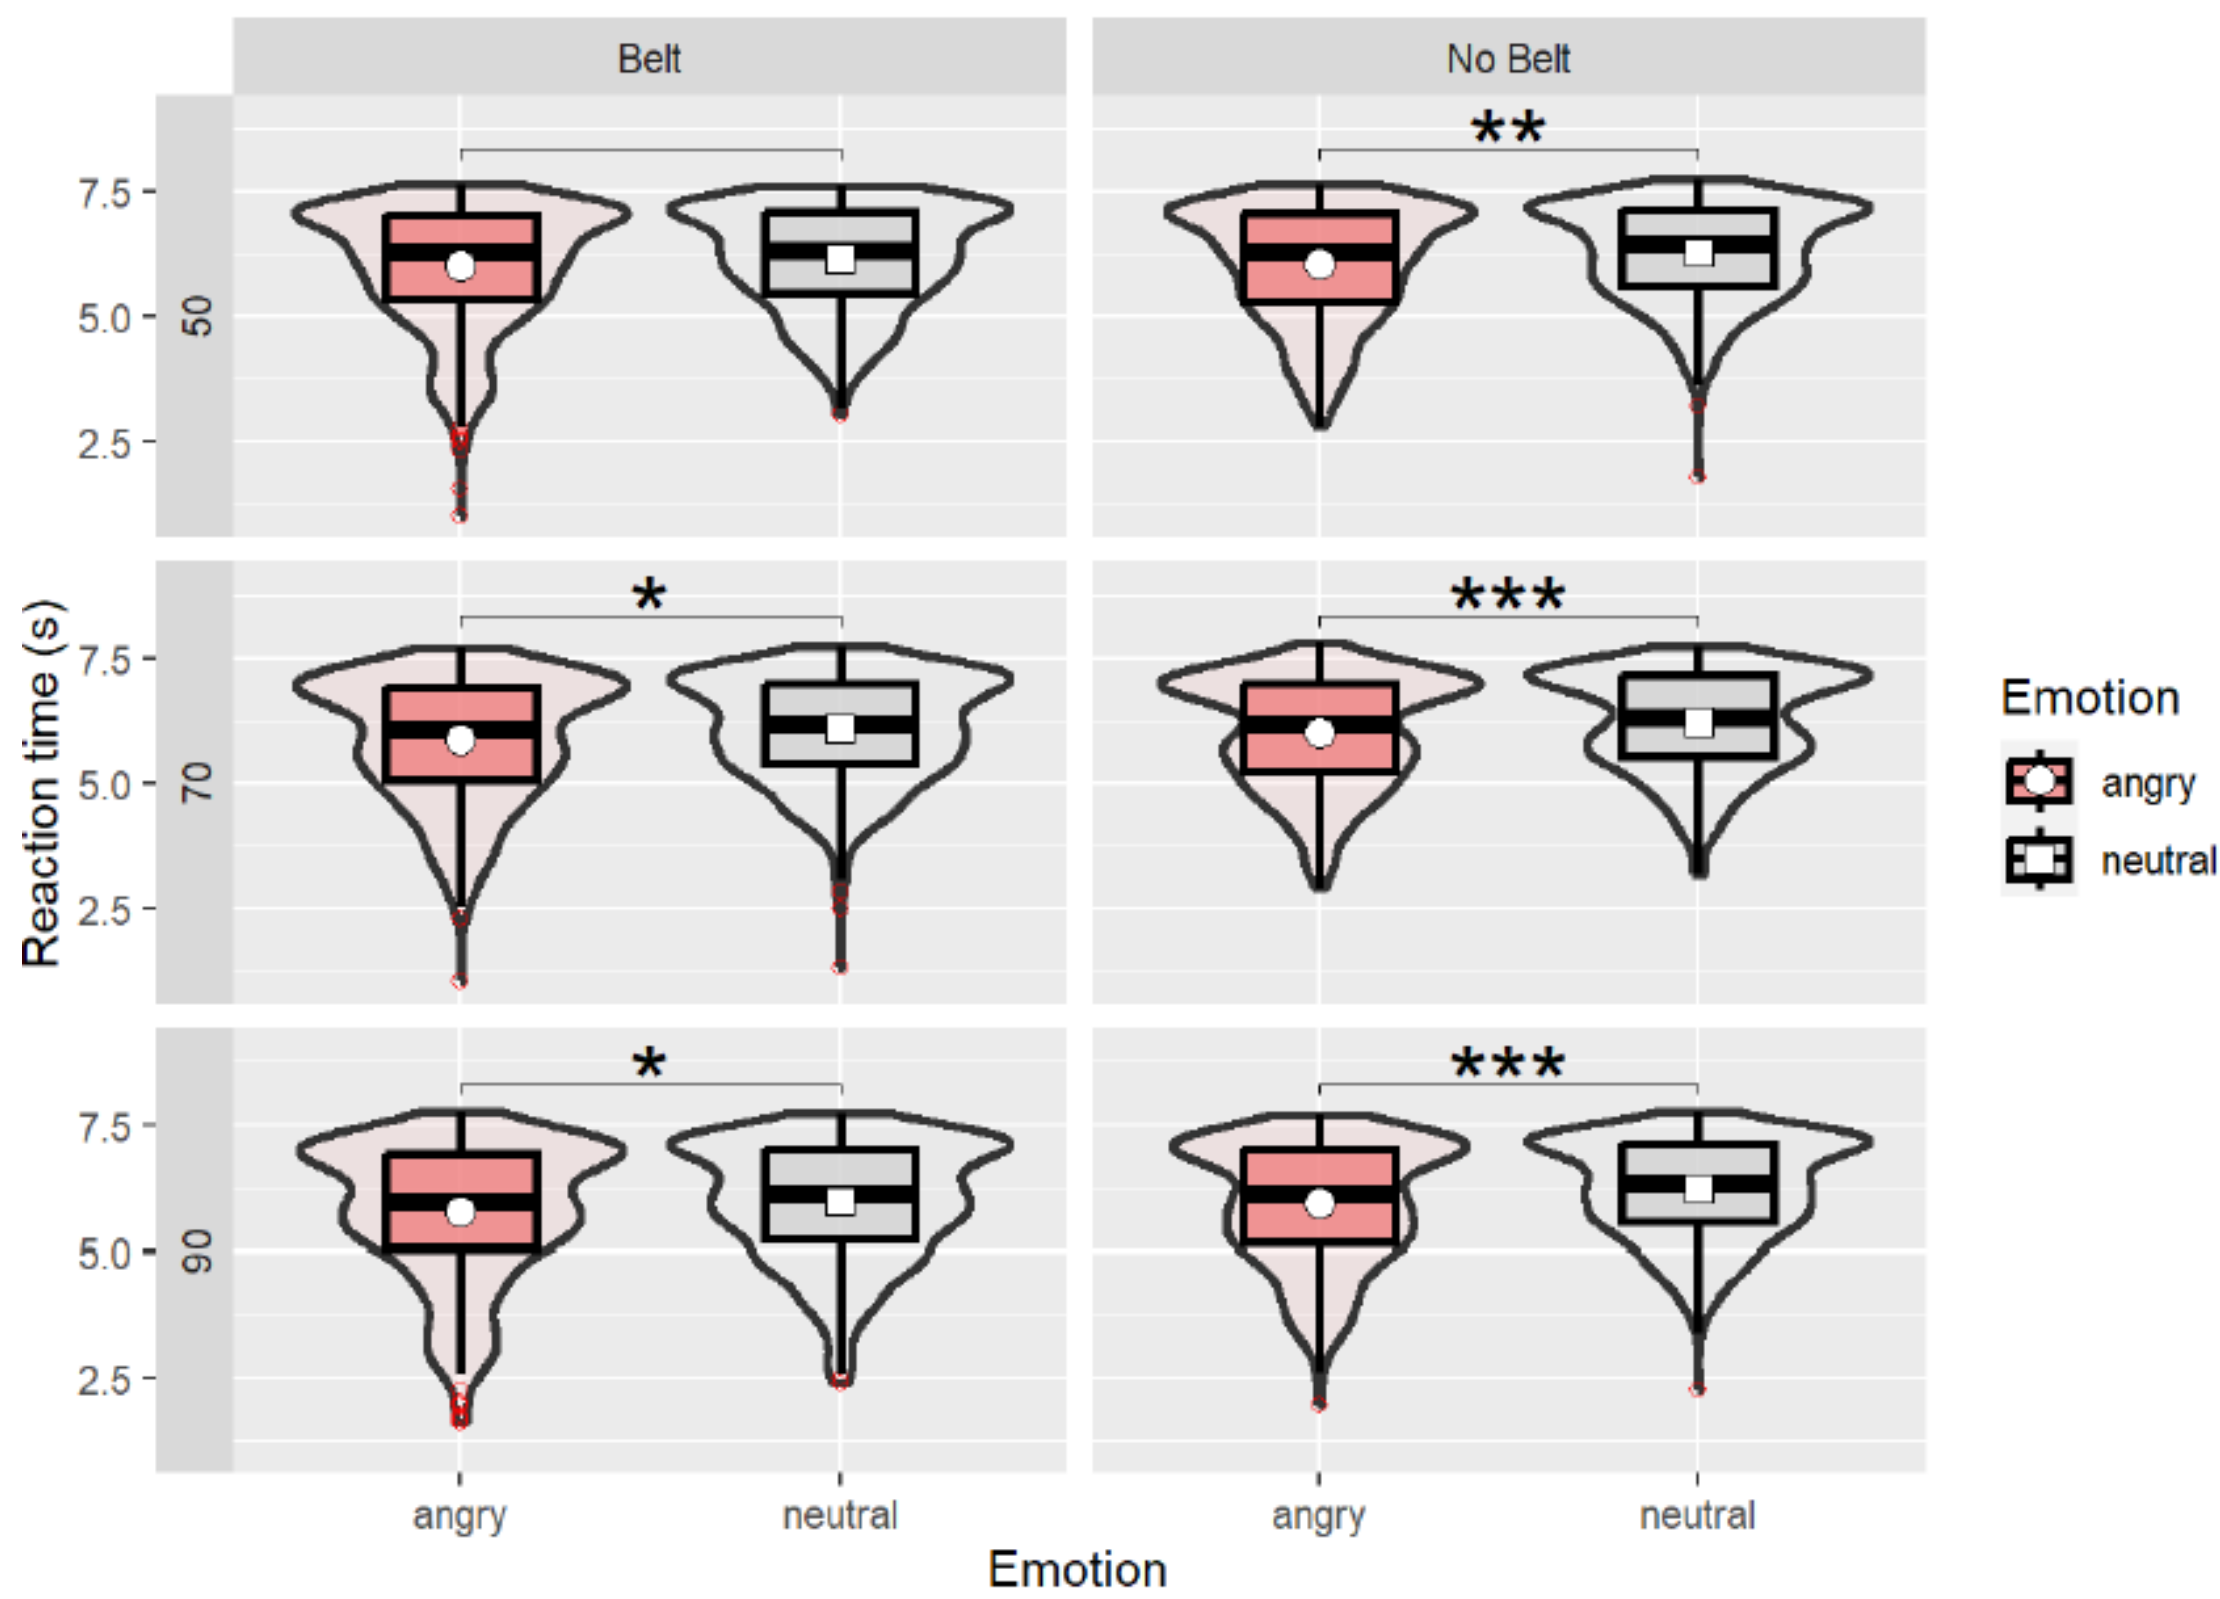 Belt
No Belt
**
7.5
5.0
2.5
50
*
***
7.5
5.0
2.5
70
Reaction time (s)
Emotion
angry
neutral
*
***
7.5
5.0
2.5
90
angry
neutral
angry
neutral
Emotion